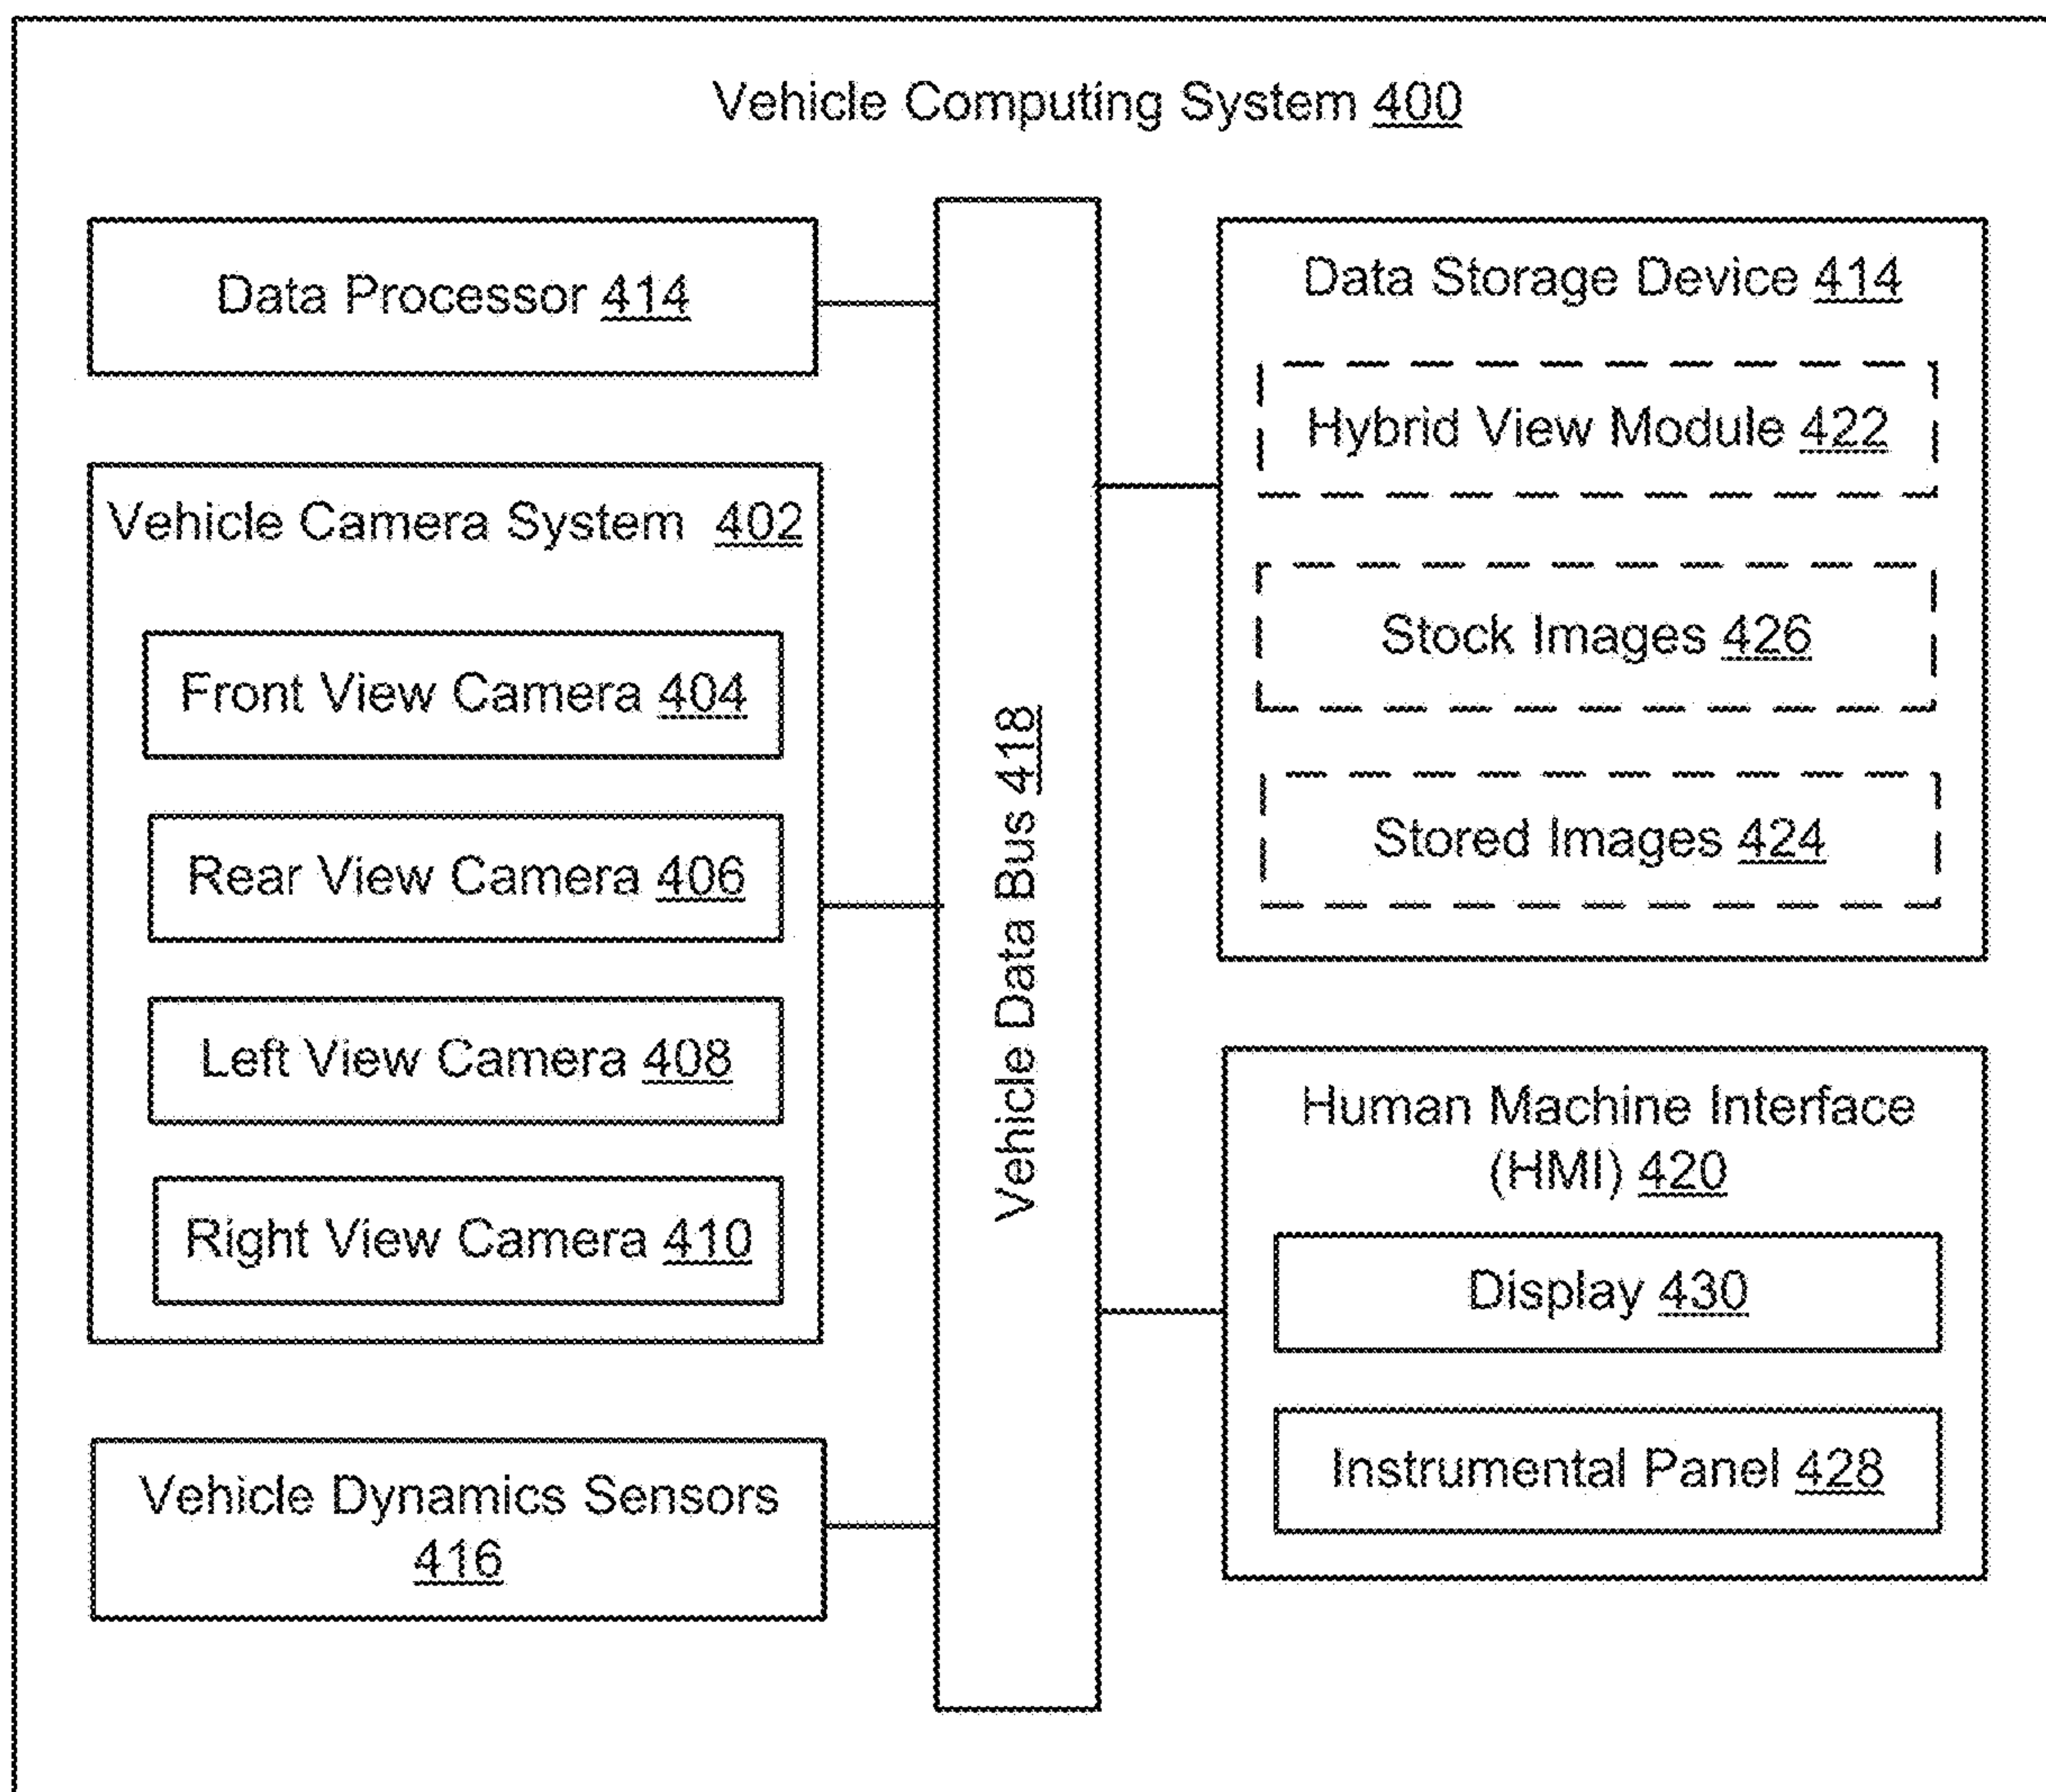 Vehicle Computing System 400
Data Processor 414
Vehicle Camera System 402
Front View Camera 404
Rear View Camera 406
Left View Camera 408
Right View Camera 410
Vehicle Dynamics Sensors
416
Vehicle Data Bus 418
Data Storage Device 414
Hybrid View Module 422
Stock Images 426
Stored Images 424
Human Machine Interface
(HMI) 420
Display 430
Instrumental Panel 428